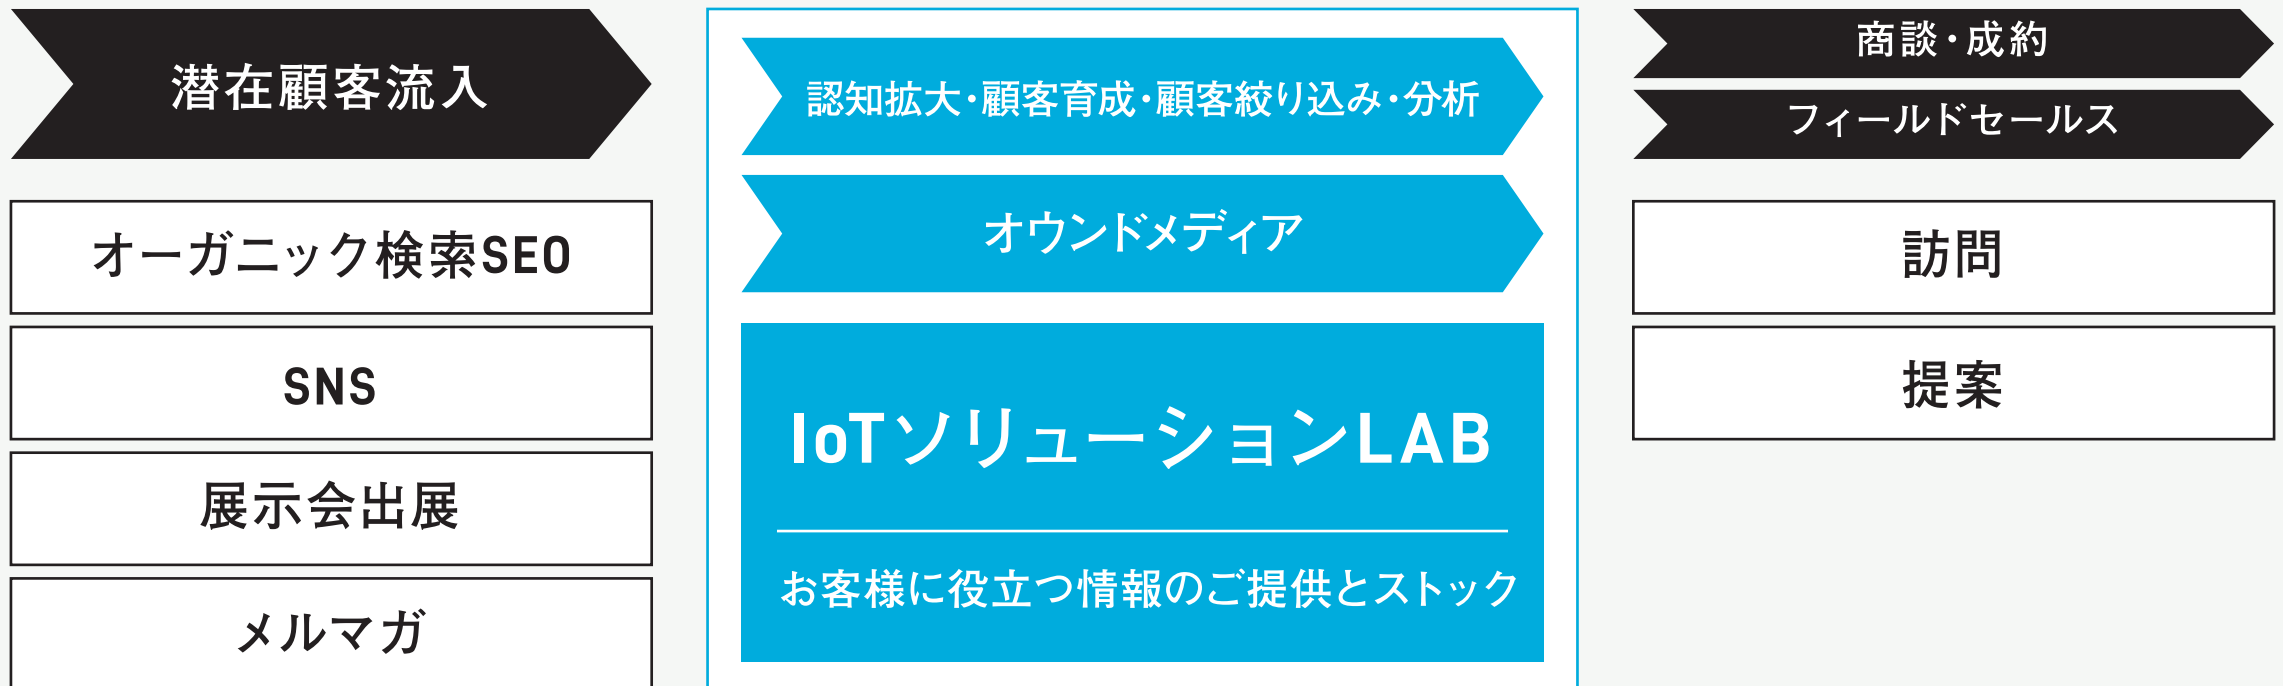 潜在顧客流入
オーガニック検索SEO
SNS
展示会出展
メルマガ
認知拡大・顧客育成・顧客絞り込み・分析
オウンドメディア
IoTソリューションLAB
お客様に役立つ情報のご提供とストック
商談・成約
フィールドセールス
訪問
提案